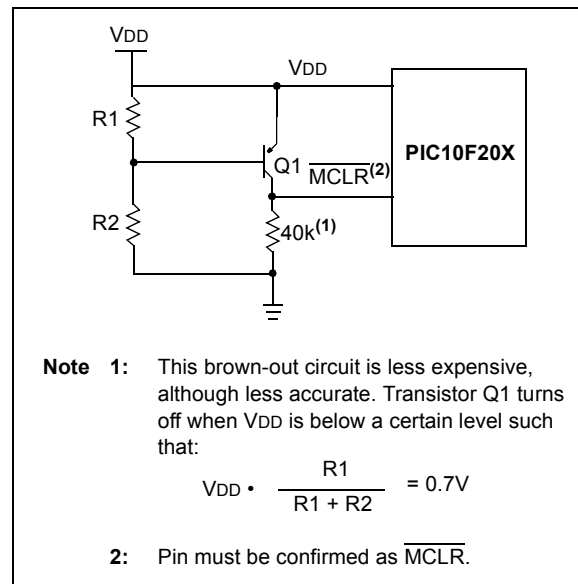 VDD
VDD
R1
PIC10F20X
Q1 MCLR(2)
R2
40k(1)
Note 1: This brown-out circuit is less expensive,
although less accurate. Transistor Q1 turns
off when VDD is below a certain level such
that:
VDD • R1 / R1 + R2 = 0.7V
2: Pin must be confirmed as MCLR.